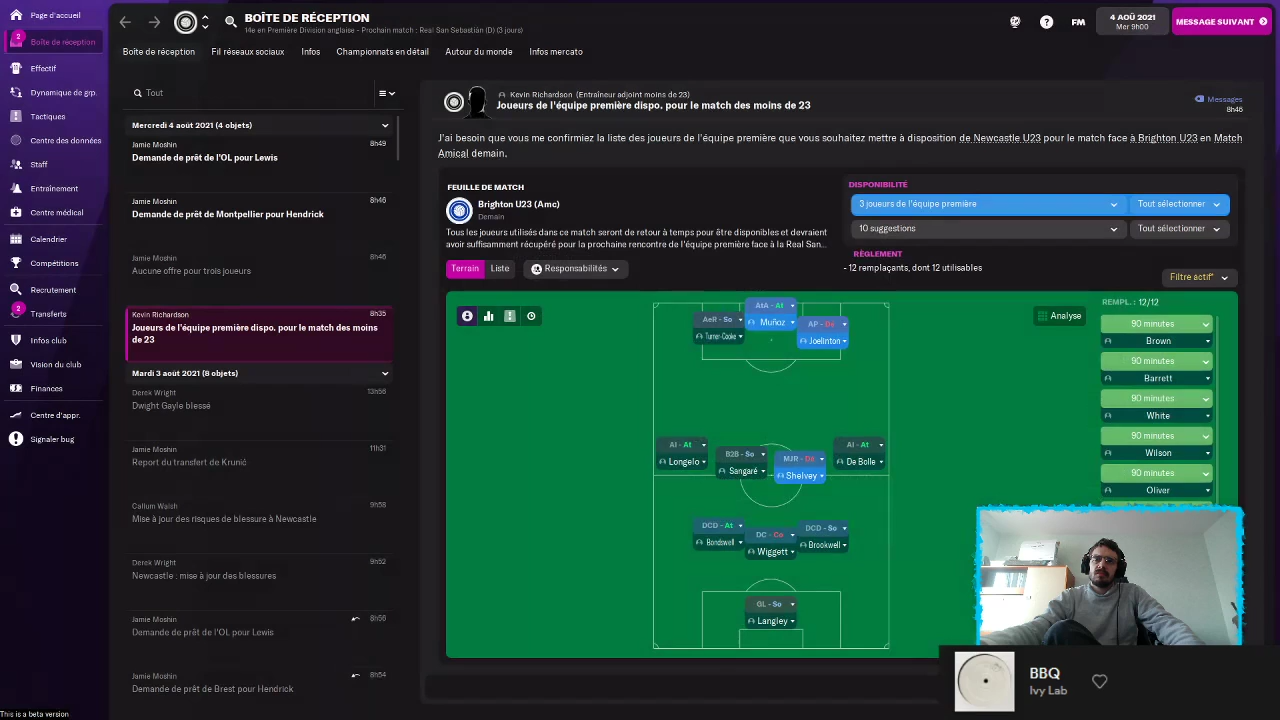 Page d'accueil
2
Boîte de réception
Effectif
Dynamique de grp.
Tactiques
Centre des données
Staff
Entraînement
Centre médical
Calendrier
Compétitions
Recrutement
2
Transferts
Infos club
Vision du club
Finances
Centre d'appr.
Signaler bug
This is a beta version
BOÎTE DE RÉCEPTION
14e en Première Division anglaise - Prochain match : Real San Sebastián (D) (3 jours)
FM
4 AOÛ 2021
Mer 9h00
MESSAGE SUIVANT
Boîte de réception
Fil réseaux sociaux
Infos
Championnats en détail
Autour du monde
Infos mercato
Tout
Mercredi 4 août 2021 (4 objets)
Jamie Moshin 8h49
Demande de prêt de l'OL pour Lewis
Jamie Moshin 8h46
Demande de prêt de Montpellier pour Hendrick
Jamie Moshin 8h46
Aucune offre pour trois joueurs
Kevin Richardson 8h35
Joueurs de l'équipe première dispo. pour le match des moins
de 23
Mardi 3 août 2021 (8 objets)
Derek Wright 13h56
Dwight Gayle blessé
Jamie Moshin 11h31
Report du transfert de Krunić
Callum Walsh 9h58
Mise à jour des risques de blessure à Newcastle
Derek Wright 9h52
Newcastle : mise à jour des blessures
Jamie Moshin 8h56
Demande de prêt de l'OL pour Lewis
Jamie Moshin 8h54
Demande de prêt de Brest pour Hendrick
Kevin Richardson (Entraîneur adjoint moins de 23)
Joueurs de l'équipe première dispo. pour le match des moins de 23
Messages
8h46
J'ai besoin que vous me confirmiez la liste des joueurs de l'équipe première que vous souhaitez mettre à disposition de Newcastle U23 pour le match face à Brighton U23 en Match
Amical demain.
FEUILLE DE MATCH
Brighton U23 (Amc)
Demain
Tous les joueurs utilisés dans ce match seront de retour à temps pour être disponibles et devraient
avoir suffisamment récupéré pour la prochaine rencontre de l'équipe première face à la Real San...
DISPONIBILITÉ
3 joueurs de l'équipe première Tout sélectionner
10 suggestions Tout sélectionner
RÈGLEMENT
- 12 remplaçants, dont 12 utilisables
Terrain
Liste
Responsabilités
Filtre actif*
Analyse
AtA - At
Muñoz
AeR - So
Turner-Cooke
AP - Dé
Joelinton
AI - At
Longelo
B2B - So
Sangaré
MJR - Dé
Shelvey
AI - At
De Bolle
DCD - At
Bondswell
DC - Co
Wiggett
DCD - So
Brookwell
GL - So
Langley
REMPL. : 12/12
90 minutes
Brown
90 minutes
Barrett
90 minutes
White
90 minutes
Wilson
90 minutes
Oliver
BBQ
Ivy Lab